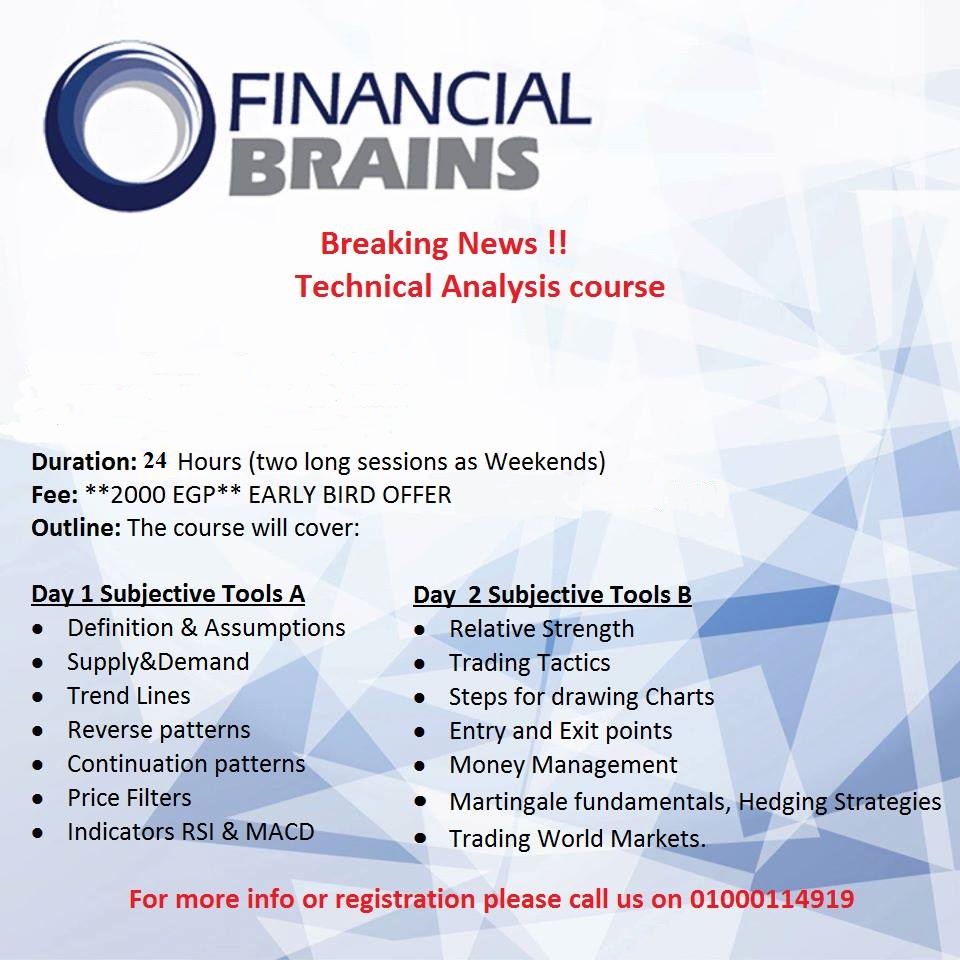 FINANCIAL
BRAINS
Breaking News !!
Technical Analysis course
Duration: 24 Hours (two long sessions as Weekends)
Fee: **2000 EGP** EARLY BIRD OFFER
Outline: The course will cover:
Day 1 Subjective Tools A
• Definition & Assumptions
• Supply&Demand
• Trend Lines
• Reverse patterns
• Continuation patterns
• Price Filters
• Indicators RSI & MACD
Day 2 Subjective Tools B
• Relative Strength
• Trading Tactics
• Steps for drawing Charts
• Entry and Exit points
• Money Management
• Martingale fundamentals, Hedging Strategies
• Trading World Markets.
For more info or registration please call us on 01000114919